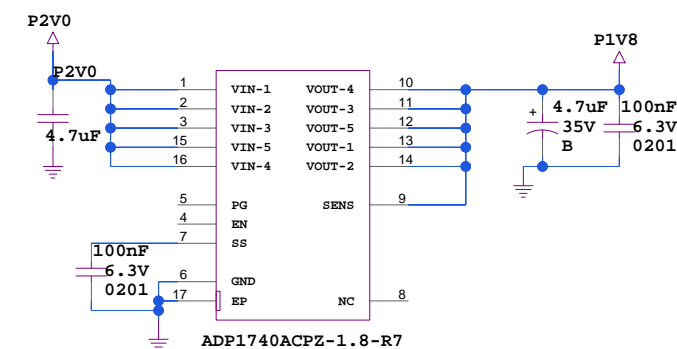 P2V0
P1V8
P2V0
1 VIN-1 VOUT-4 10
2 VIN-2 VOUT-3 11
3 VIN-3 VOUT-5 12
15 VIN-5 VOUT-1 13
16 VIN-4 VOUT-2 14
4.7uF
+ 4.7uF
35V
B
100nF
6.3V
0201
5 PG SENS 9
4 EN
7 SS
100nF
6.3V
0201
6 GND
17 EP NC 8
ADP1740ACPZ-1.8-R7